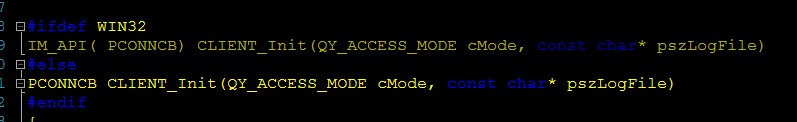 #ifdef WIN32
IM_API( PCONNCB) CLIENT_Init(QY_ACCESS_MODE cMode, const char* pszLogFile)
#else
PCONNCB CLIENT_Init(QY_ACCESS_MODE cMode, const char* pszLogFile)
#endif
{